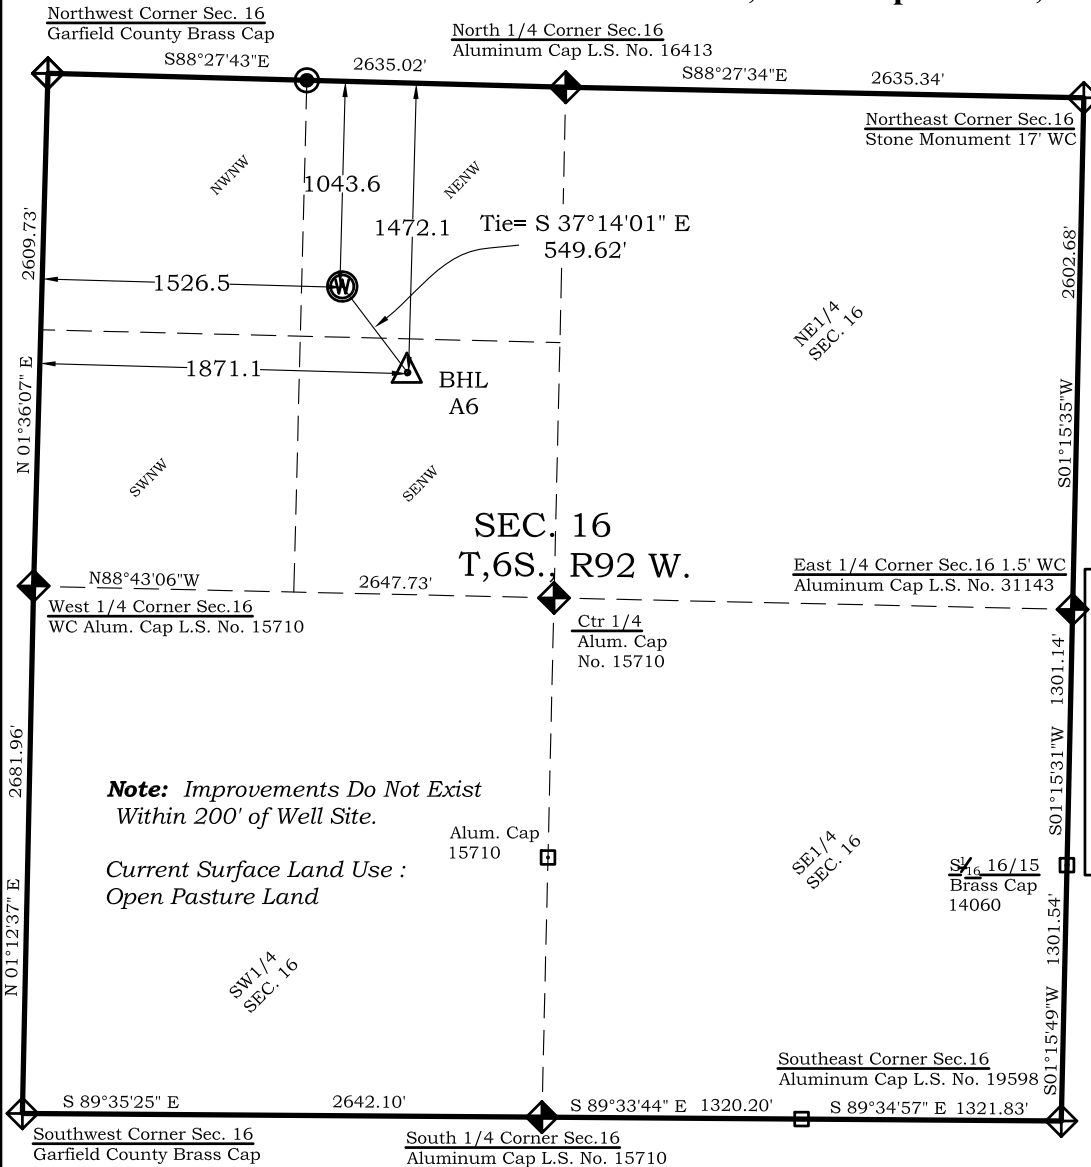 Northwest Corner Sec. 16
Garfield County Brass Cap
North 1/4 Corner Sec.16
Aluminum Cap L.S. No. 16413
S88°27'43"E
2635.02'
S88°27'34"E
2635.34'
Northeast Corner Sec.16
Stone Monument 17' WC
NWNW
NENW
1043.6
1472.1
Tie= S 37°14'01" E
549.62'
2609.73'
2602.68'
1526.5
W
NE1/4
SEC. 16
1871.1
BHL
A6
N 01°36'07" E
S01°15'35"W
SWNW
SENW
SEC. 16
T,6S., R92 W.
N88°43'06"W
2647.73'
East 1/4 Corner Sec.16 1.5' WC
Aluminum Cap L.S. No. 31143
West 1/4 Corner Sec.16
WC Alum. Cap L.S. No. 15710
Ctr 1/4
Alum. Cap
No. 15710
1301.14'
2681.96'
S01°15'31"W
Note: Improvements Do Not Exist
Within 200' of Well Site.
Current Surface Land Use :
Open Pasture Land
Alum. Cap
15710
SE1/4
SEC. 16
S1/16 16/15
Brass Cap
14060
N 01°12'37" E
1301.54'
SW1/4
SEC. 16
S01°15'49"W
Southeast Corner Sec.16
Aluminum Cap L.S. No. 19598
S 89°35'25" E
2642.10'
S 89°33'44" E 1320.20'
S 89°34'57" E 1321.83'
Southwest Corner Sec. 16
Garfield County Brass Cap
South 1/4 Corner Sec.16
Aluminum Cap L.S. No. 15710